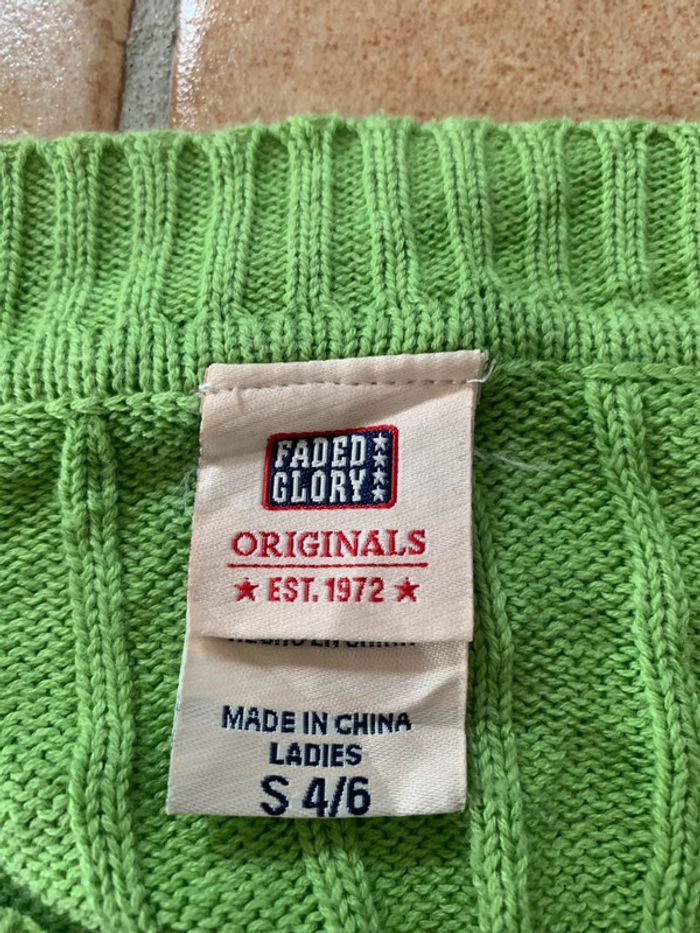 FADED
GLORY
ORIGINALS
★ EST. 1972 ★
MADE IN CHINA
LADIES
S 4/6